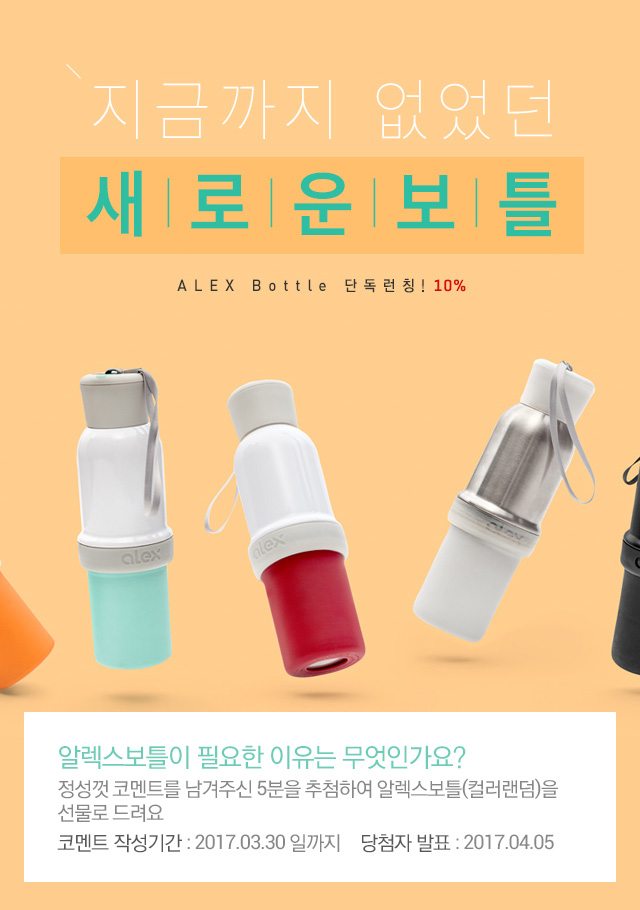 지금까지 없었던
새로운보틀
ALEX Bottle 단독런칭! 10%
alex
alex
alex
알렉스보틀이 필요한 이유는 무엇인가요?
정성껏 코멘트를 남겨주신 5분을 추첨하여 알렉스보틀(컬러랜덤)을
선물로 드려요
코멘트 작성기간 : 2017.03.30 일까지 당첨자 발표 : 2017.04.05